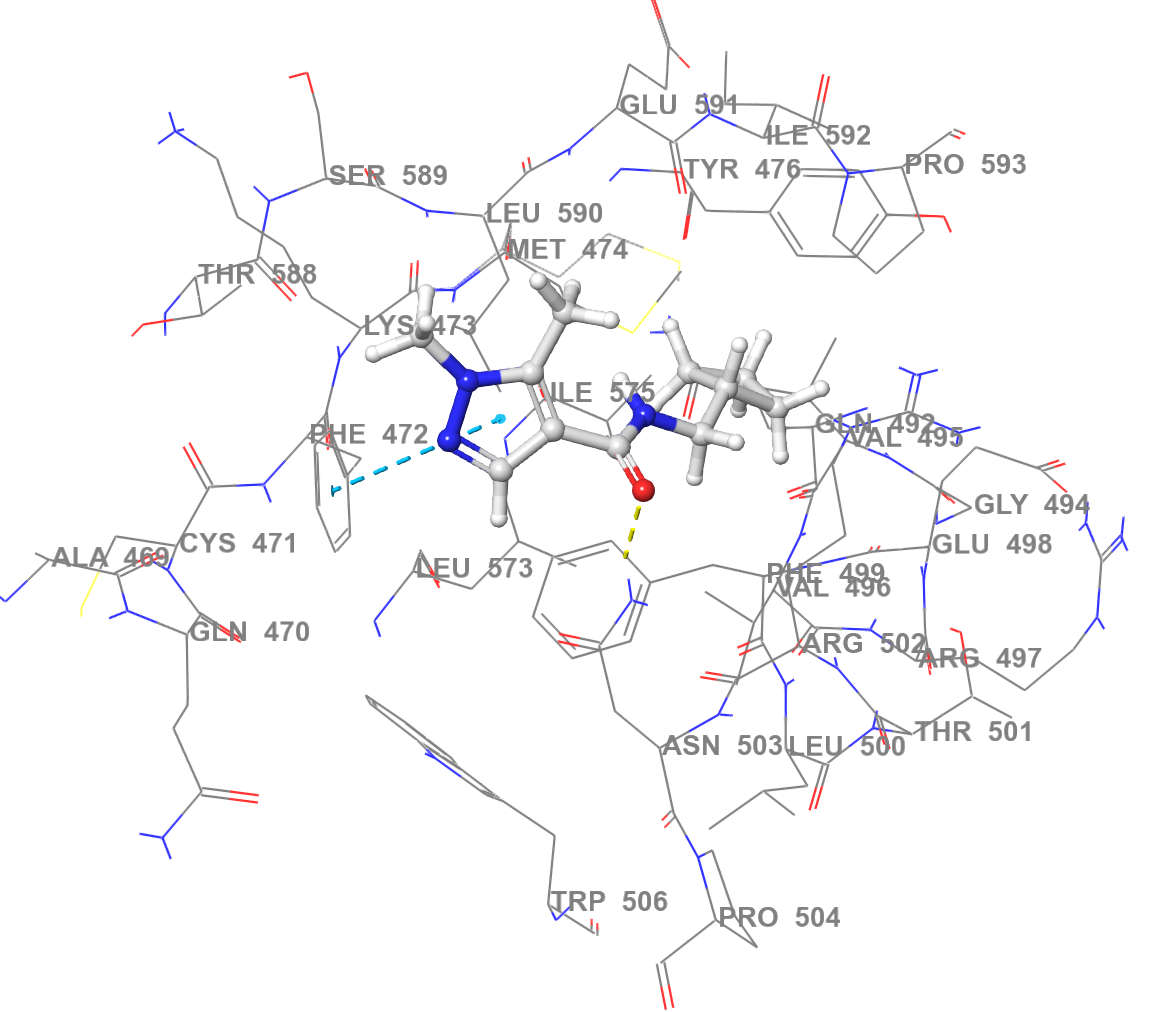 GLU 591
ILE 592
TYR 476
PRO 593
SER 589
LEU 590
MET 474
THR 588
LYS 473
ILE 575
PHE 472
GLN 492
VAL 495
GLY 494
CYS 471
ALA 469
LEU 573
GLU 498
PHE 499
VAL 496
GLN 470
ARG 502
ARG 497
THR 501
ASN 503
LEU 500
TRP 506
PRO 504